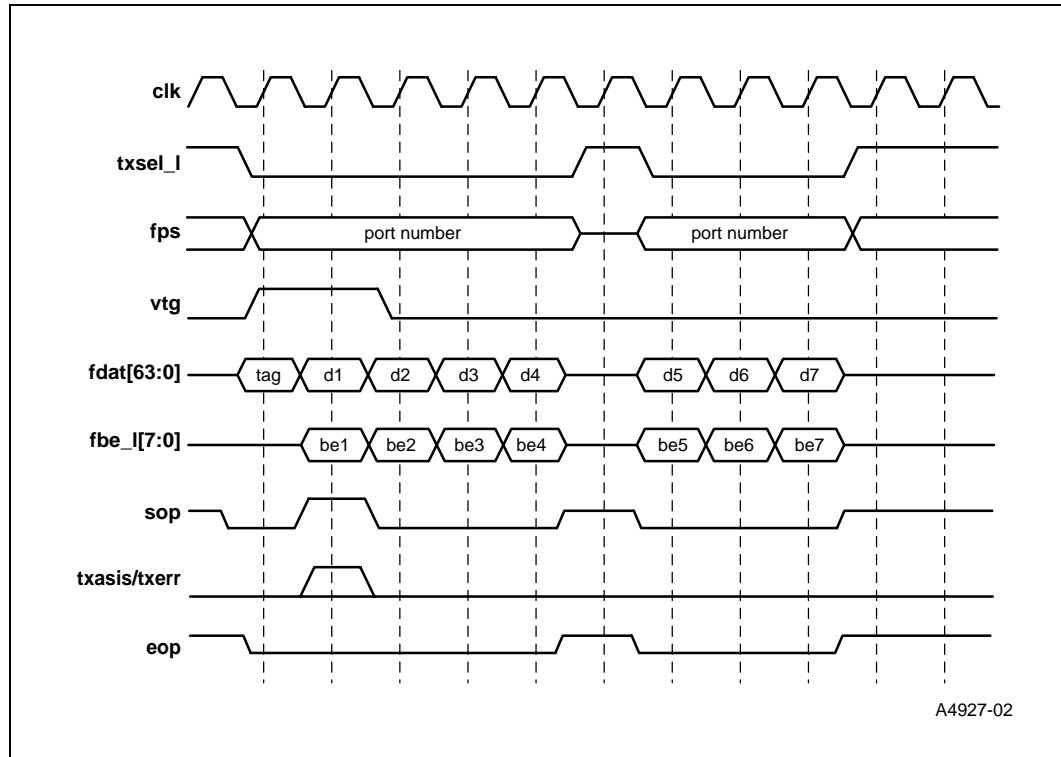 clk
txsel_l
fps
port number
port number
vtg
fdat[63:0]
tag
d1
d2
d3
d4
d5
d6
d7
fbe_l[7:0]
be1
be2
be3
be4
be5
be6
be7
sop
txasis/txerr
eop
A4927-02